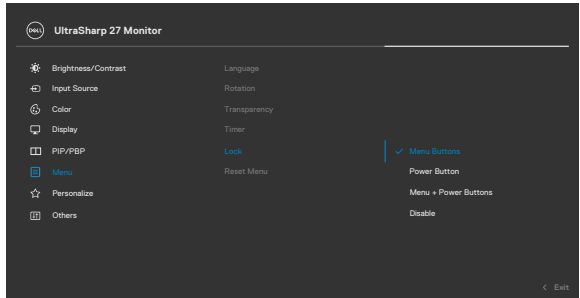 DELL UltraSharp 27 Monitor
Brightness/Contrast Language
Input Source Rotation
Color Transparency
Display Timer
PIP/PBP Lock ✓ Menu Buttons
Menu Reset Menu Power Button
Personalize Menu + Power Buttons
Others Disable
< Exit